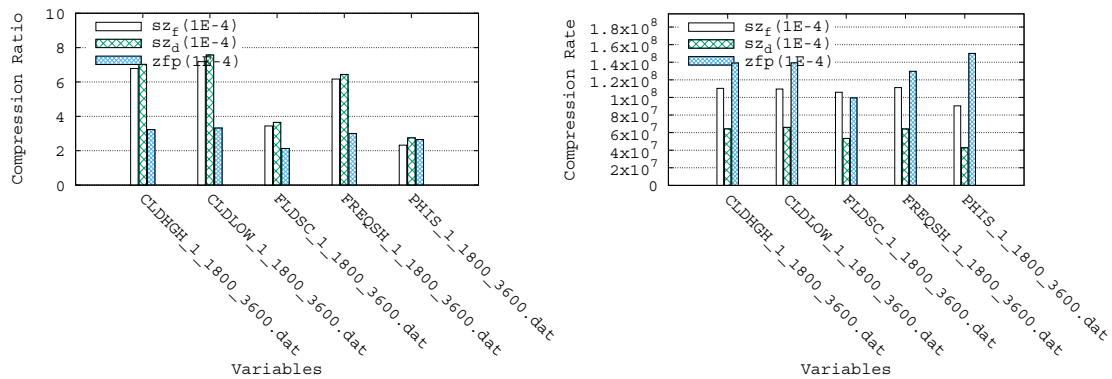 Compression Ratio
10
8
6
4
2
0
sz_f(1E-4)
sz_d(1E-4)
zfp(1E-4)
CLDHGH_1_1800_3600.dat
CLDLOW_1_1800_3600.dat
FLDSC_1_1800_3600.dat
FREQSH_1_1800_3600.dat
PHIS_1_1800_3600.dat
Variables
Compression Rate
1.8x10^8
1.6x10^8
1.4x10^8
1.2x10^8
1x10^8
8x10^7
6x10^7
4x10^7
2x10^7
0
sz_f(1E-4)
sz_d(1E-4)
zfp(1E-4)
CLDHGH_1_1800_3600.dat
CLDLOW_1_1800_3600.dat
FLDSC_1_1800_3600.dat
FREQSH_1_1800_3600.dat
PHIS_1_1800_3600.dat
Variables